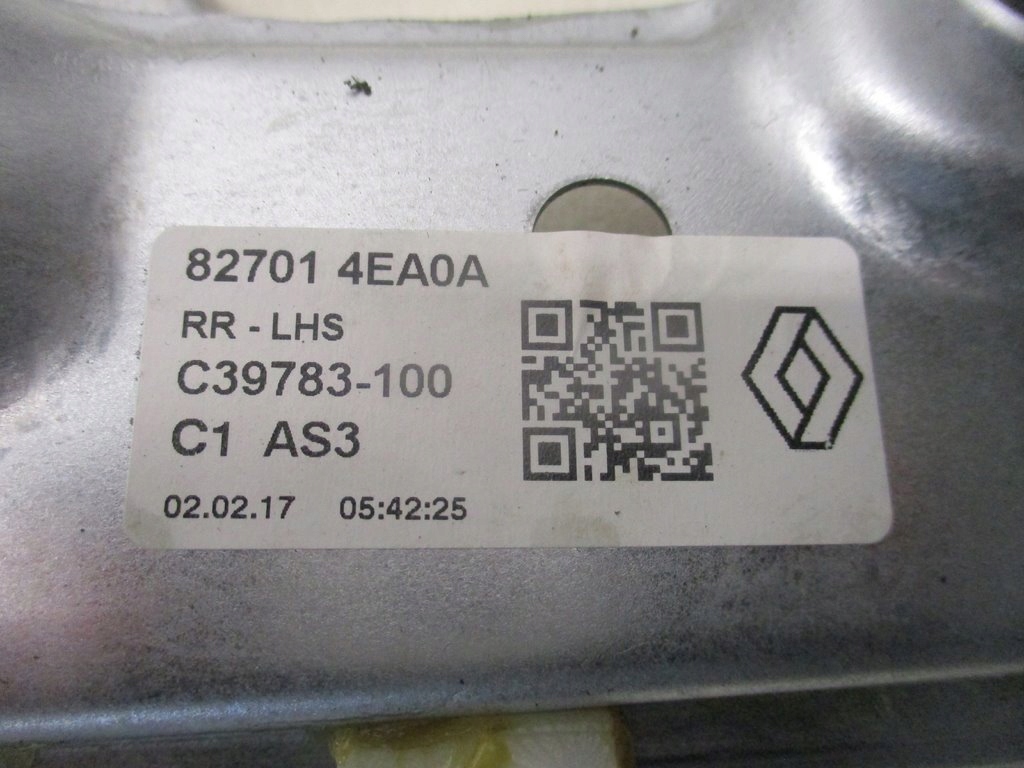 82701 4EA0A
RR - LHS
C39783-100
C1 AS3
02.02.17 05:42:25